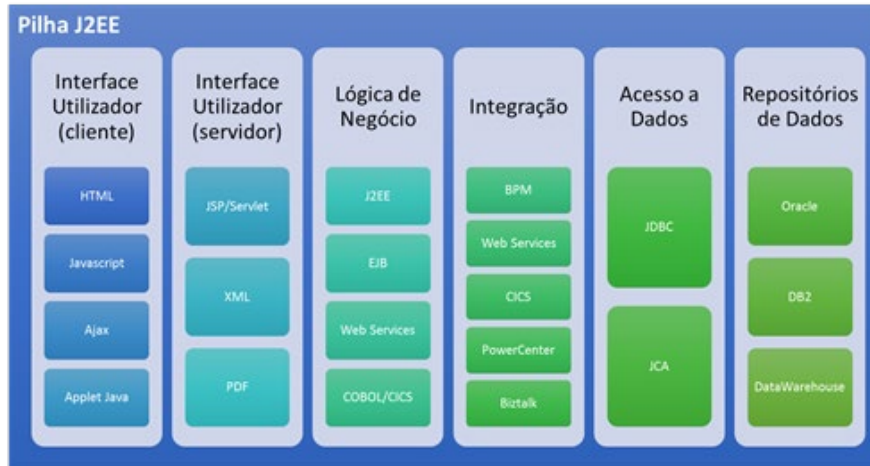 Pilha J2EE
Interface
Utilizador
(cliente)
HTML
Javascript
Ajax
Applet Java
Interface
Utilizador
(servidor)
JSP/Servlet
XML
PDF
Lógica de
Negócio
J2EE
EJB
Web Services
COBOL/CICS
Integração
BPM
Web Services
CICS
PowerCenter
Biztalk
Acesso a
Dados
JDBC
JCA
Repositórios
de Dados
Oracle
DB2
DataWarehouse